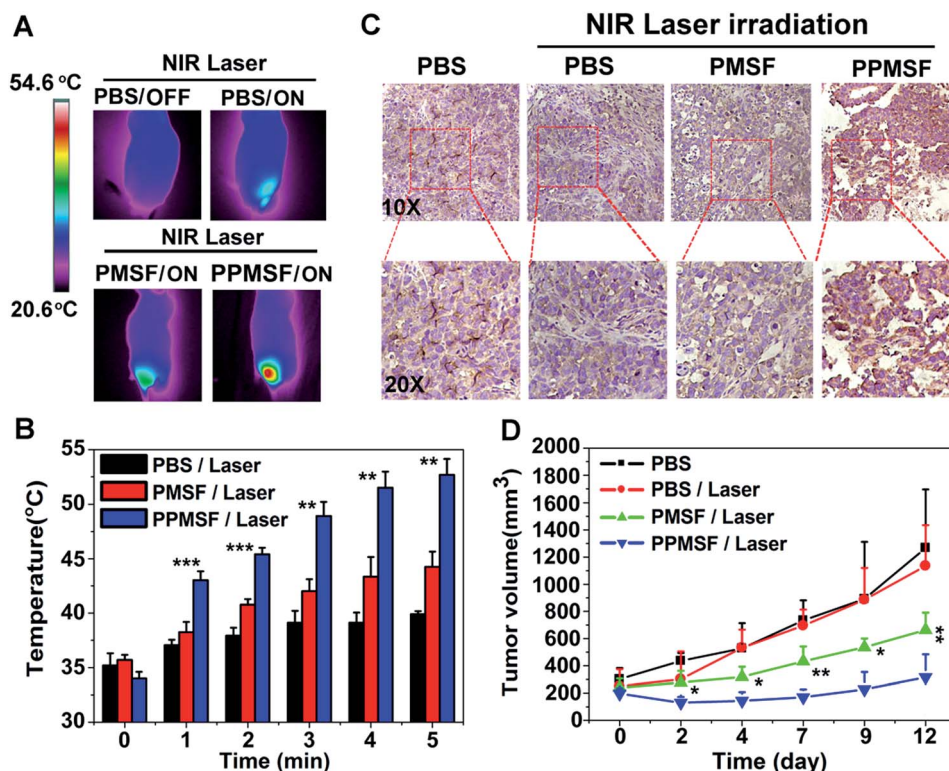 A
NIR Laser
54.6 °C
PBS/OFF PBS/ON
NIR Laser
PMSF/ON PPMSF/ON
20.6 °C
C
NIR Laser irradiation
PBS PBS PMSF PPMSF
10X
20X
B
55
50
45
40
35
30
Temperature(°C)
PBS / Laser
PMSF / Laser
PPMSF / Laser
*** *** ** ** **
0 1 2 3 4 5
Time (min)
D
2000
1800
1600
1400
1200
1000
800
600
400
200
0
Tumor volume(mm³)
PBS
PBS / Laser
PMSF / Laser
PPMSF / Laser
* * ** * **
0 2 4 7 9 12
Time (day)